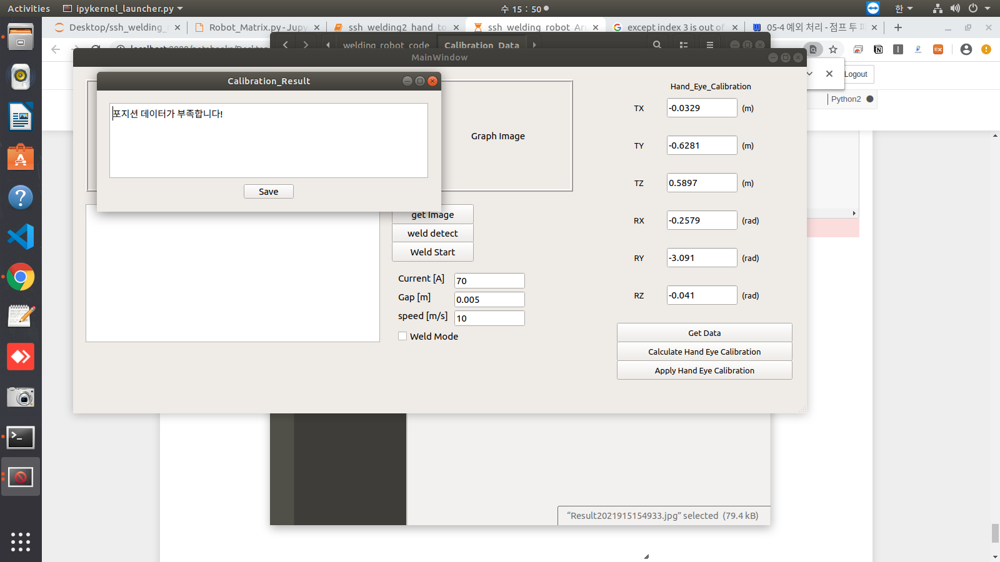 Activities
ipykernel_launcher.py
수 15 : 50
한
Desktop/ssh_welding_
Robot_Matrix.py - Jupy
ssh_welding2_hand_to
ssh_welding_robot_Ar
except index 3 is out of
05-4 예외 처리 - 점프 투
welding_robot_code
Calibration_Data
MainWindow
Logout
Python2
Calibration_Result
포지션 데이터가 부족합니다!
Save
Graph Image
get Image
weld detect
Weld Start
Current [A] 70
Gap [m] 0.005
speed [m/s] 10
Weld Mode
Hand_Eye_Calibration
TX -0.0329 (m)
TY -0.6281 (m)
TZ 0.5897 (m)
RX -0.2579 (rad)
RY -3.091 (rad)
RZ -0.041 (rad)
Get Data
Calculate Hand Eye Calibration
Apply Hand Eye Calibration
“Result2021915154933.jpg” selected (79.4 kB)